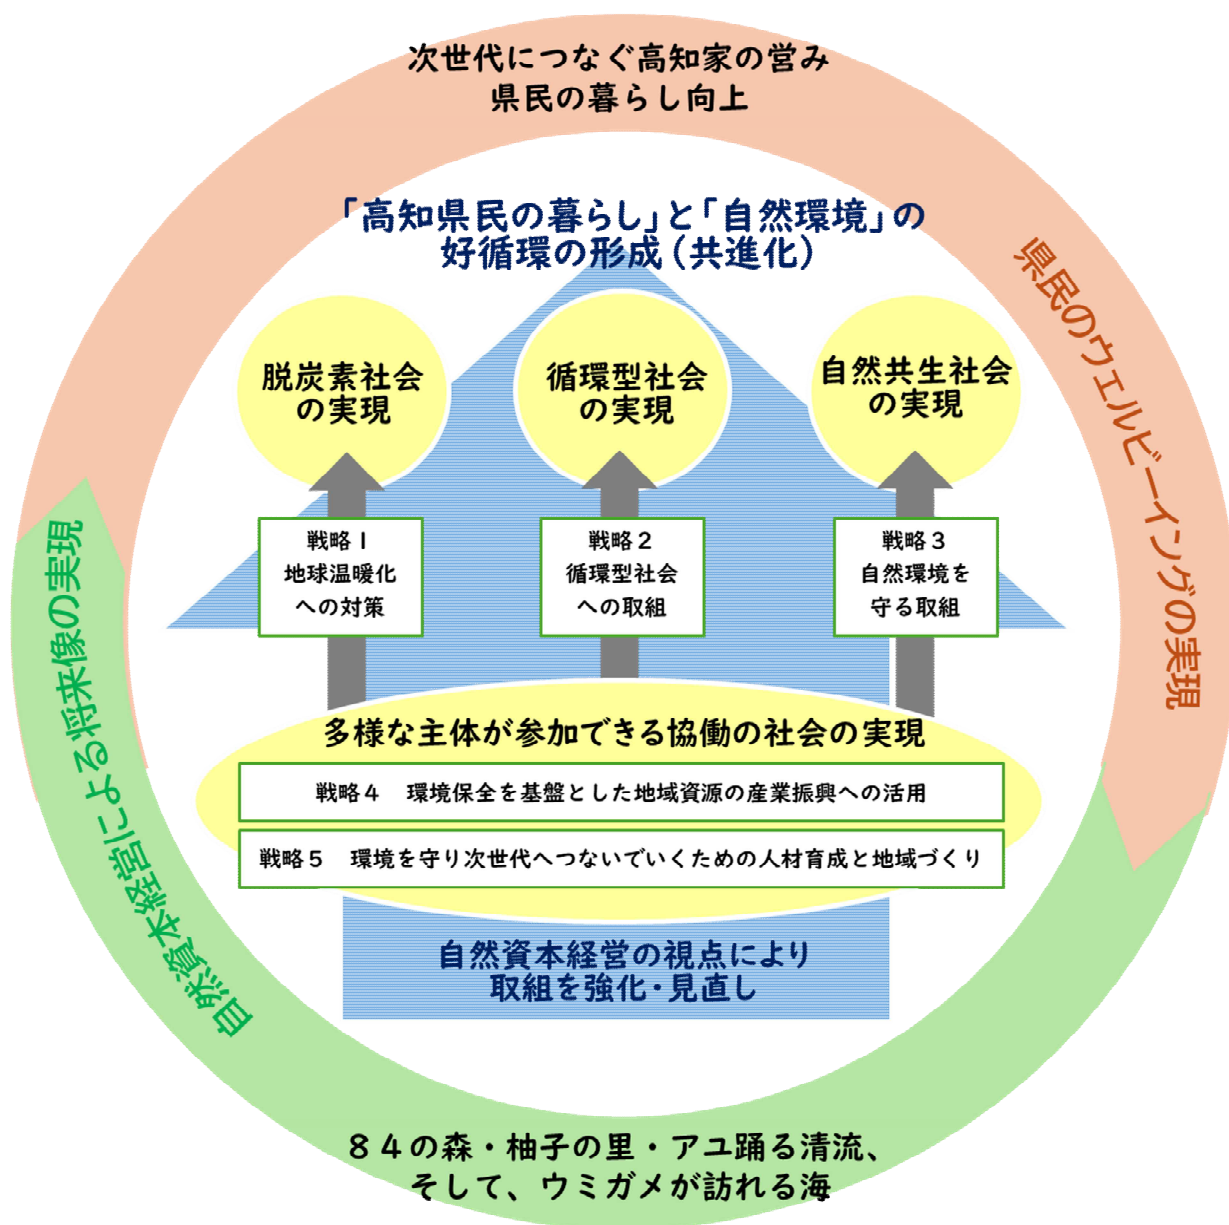 次世代につなぐ高知家の営み
県民の暮らし向上
「高知県民の暮らし」と「自然環境」の
好循環の形成（共進化）
県民のウェルビーイングの実現
脱炭素社会
の実現
循環型社会
の実現
自然共生社会
の実現
戦略１
地球温暖化
への対策
戦略２
循環型社会
への取組
戦略３
自然環境を
守る取組
自然資本経営による将来像の実現
多様な主体が参加できる協働の社会の実現
戦略４　環境保全を基盤とした地域資源の産業振興への活用
戦略５　環境を守り次世代へつないでいくための人材育成と地域づくり
自然資本経営の視点により
取組を強化・見直し
８４の森・柚子の里・アユ踊る清流、
そして、ウミガメが訪れる海